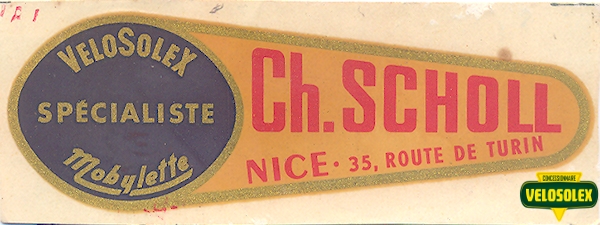 VELOSOLEX
SPÉCIALISTE
Mobylette
Ch. SCHOLL
NICE · 35, ROUTE DE TURIN
CONCESSIONNAIRE
VELOSOLEX